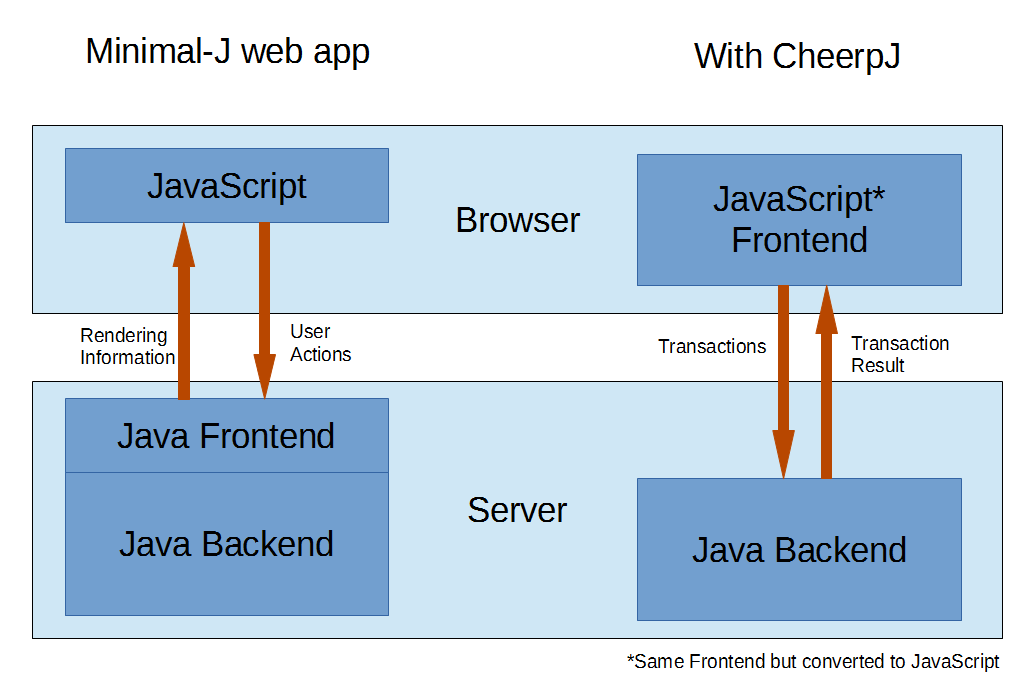 Minimal-J web app
With CheerpJ
JavaScript
Browser
JavaScript*
Frontend
Rendering
Information
User
Actions
Transactions
Transaction
Result
Java Frontend
Java Backend
Server
Java Backend
*Same Frontend but converted to JavaScript